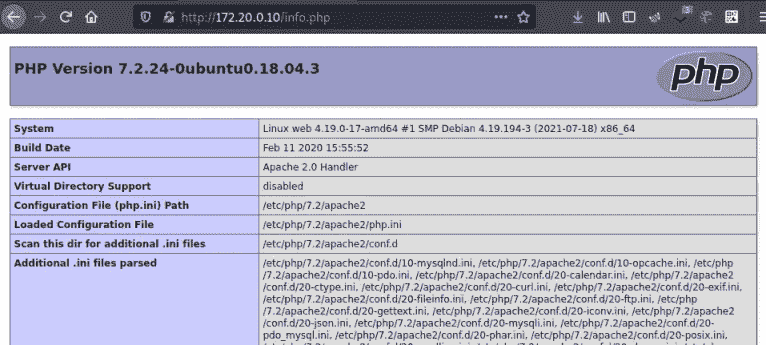 http://172.20.0.10/info.php
PHP Version 7.2.24-0ubuntu0.18.04.3
php
System Linux web 4.19.0-17-amd64 #1 SMP Debian 4.19.194-3 (2021-07-18) x86_64
Build Date Feb 11 2020 15:55:52
Server API Apache 2.0 Handler
Virtual Directory Support disabled
Configuration File (php.ini) Path /etc/php/7.2/apache2
Loaded Configuration File /etc/php/7.2/apache2/php.ini
Scan this dir for additional .ini files /etc/php/7.2/apache2/conf.d
Additional .ini files parsed /etc/php/7.2/apache2/conf.d/10-mysqlnd.ini, /etc/php/7.2/apache2/conf.d/10-opcache.ini, /etc/php
/7.2/apache2/conf.d/10-pdo.ini, /etc/php/7.2/apache2/conf.d/20-calendar.ini, /etc/php/7.2/apache2
/conf.d/20-ctype.ini, /etc/php/7.2/apache2/conf.d/20-curl.ini, /etc/php/7.2/apache2/conf.d/20-exif.ini,
/etc/php/7.2/apache2/conf.d/20-fileinfo.ini, /etc/php/7.2/apache2/conf.d/20-ftp.ini, /etc/php
/7.2/apache2/conf.d/20-gettext.ini, /etc/php/7.2/apache2/conf.d/20-iconv.ini, /etc/php/7.2/apache2
/conf.d/20-json.ini, /etc/php/7.2/apache2/conf.d/20-mysqli.ini, /etc/php/7.2/apache2/conf.d/20-
pdo_mysql.ini, /etc/php/7.2/apache2/conf.d/20-phar.ini, /etc/php/7.2/apache2/conf.d/20-posix.ini,